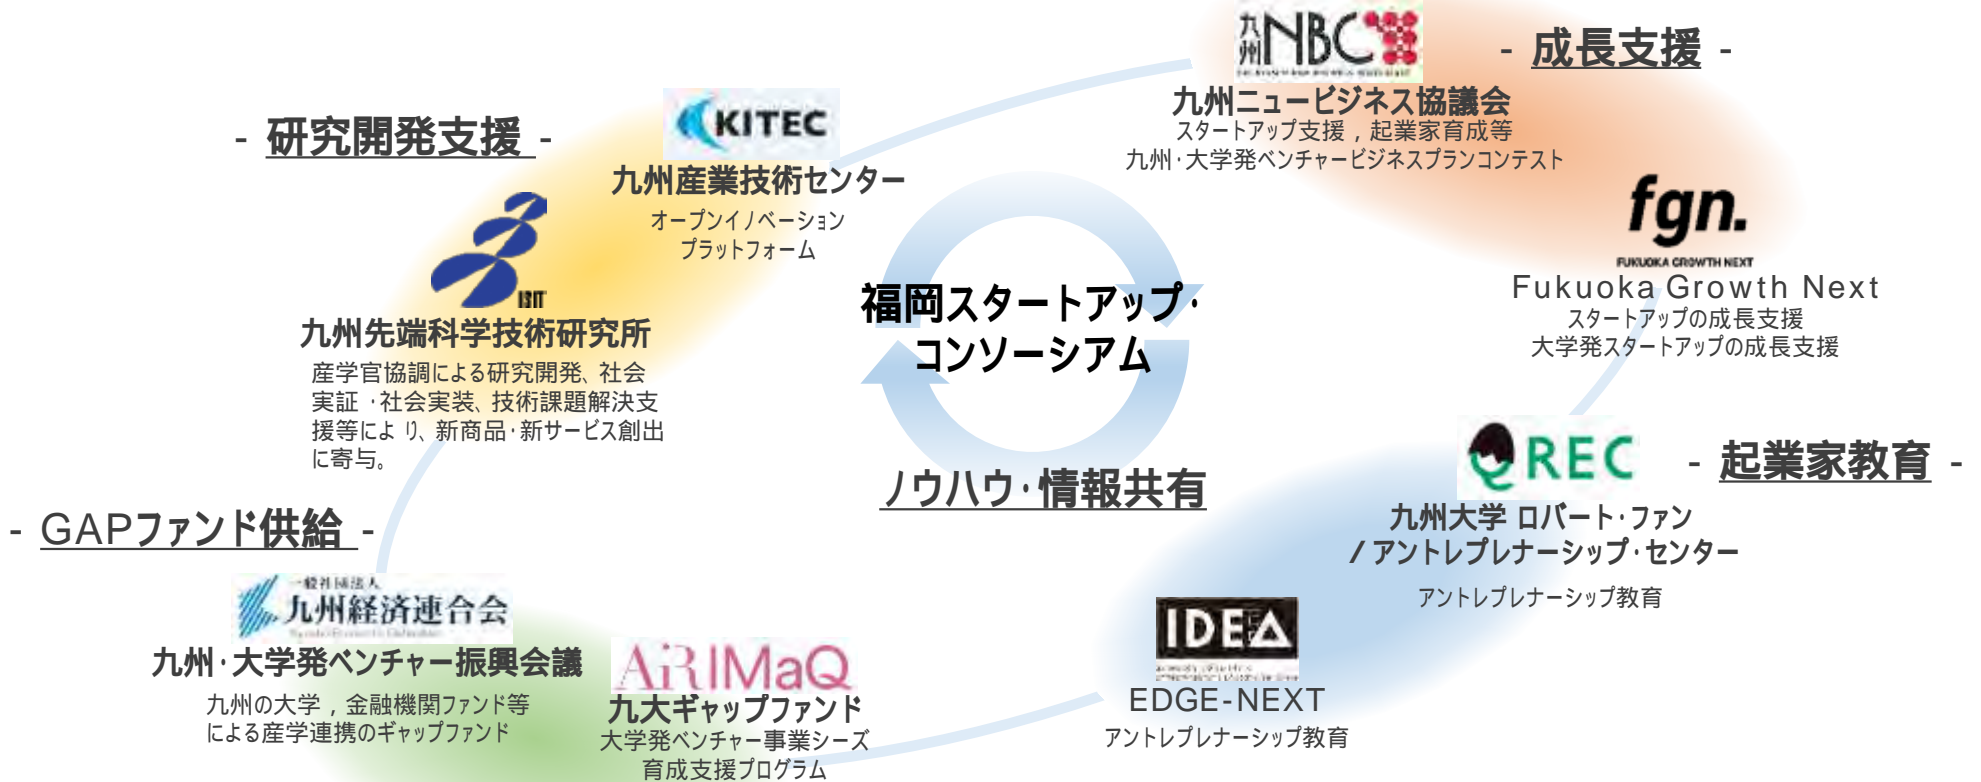 - 研究開発支援 -
KITEC
九州産業技術センター
オープンイノベーション
プラットフォーム
ISIT
九州先端科学技術研究所
産学官協調による研究開発、社会
実証・社会実装、技術課題解決支
援等により、新商品・新サービス創出
に寄与。
- 成長支援 -
九州NBC
九州ニュービジネス協議会
スタートアップ支援 , 起業家育成等
九州・大学発ベンチャービジネスプランコンテスト
fgn.
FUKUOKA GROWTH NEXT
Fukuoka Growth Next
スタートアップの成長支援
大学発スタートアップの成長支援
福岡スタートアップ・
コンソーシアム
ノウハウ・情報共有
- 起業家教育 -
QREC
九州大学 ロバート・ファン
/ アントレプレナーシップ・センター
アントレプレナーシップ教育
IDEA
EDGE-NEXT
アントレプレナーシップ教育
- GAPファンド供給 -
一般社団法人
九州経済連合会
九州・大学発ベンチャー振興会議
九州の大学 , 金融機関ファンド等
による産学連携のギャップファンド
AiRIMaQ
九大ギャップファンド
大学発ベンチャー事業シーズ
育成支援プログラム